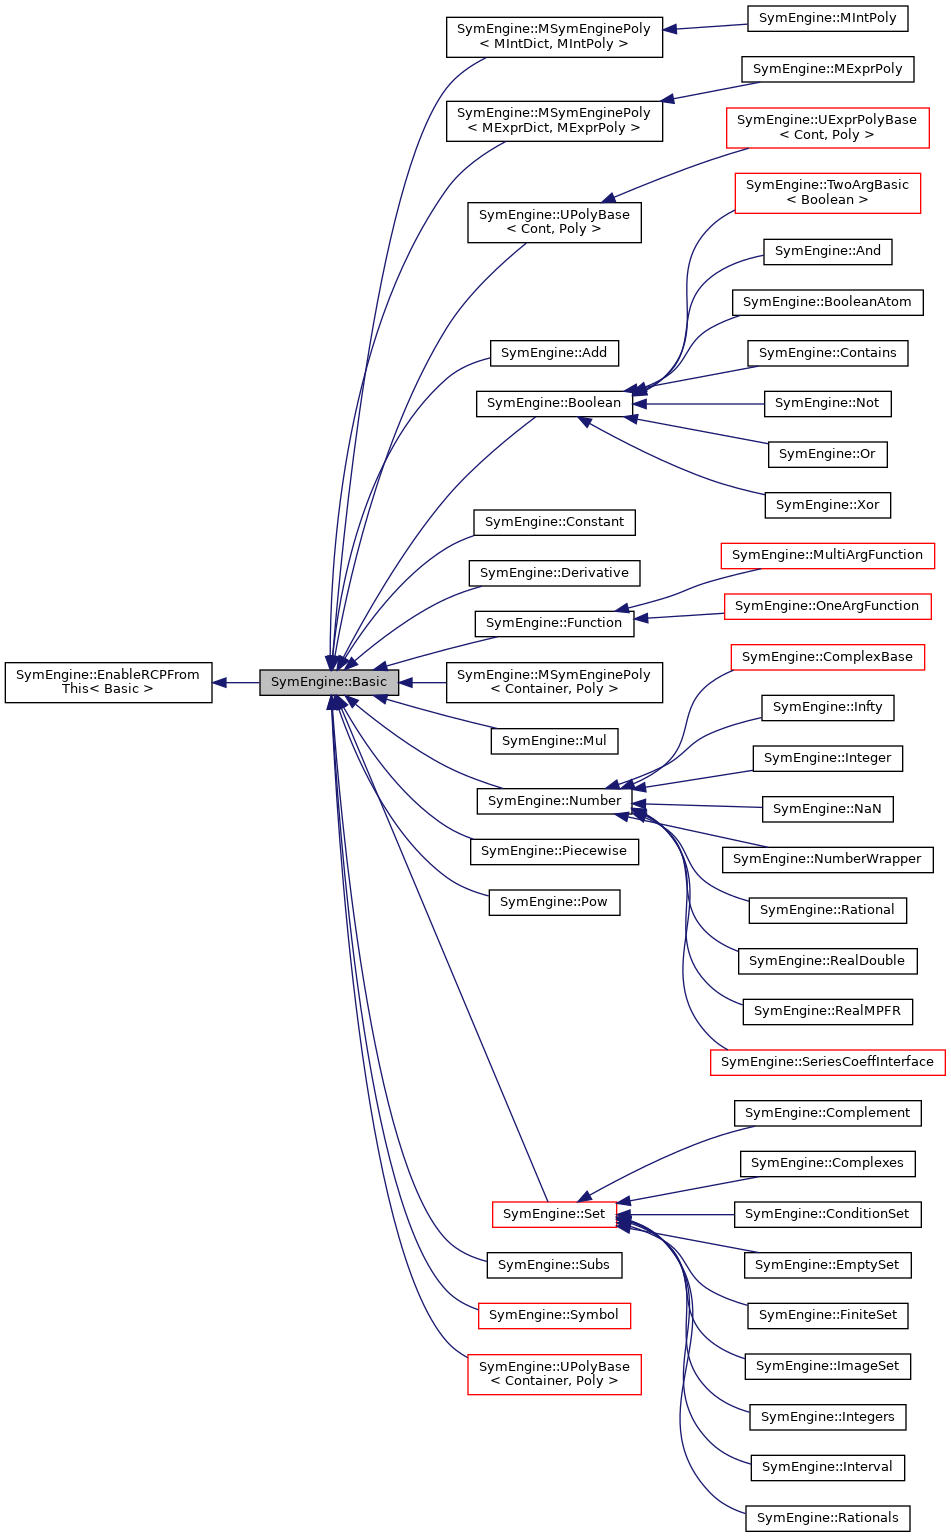 SymEngine::EnableRCPFrom
This< Basic >
SymEngine::Basic
SymEngine::MSymEnginePoly
< MIntDict, MIntPoly >
SymEngine::MSymEnginePoly
< MExprDict, MExprPoly >
SymEngine::UPolyBase
< Cont, Poly >
SymEngine::Add
SymEngine::Boolean
SymEngine::Constant
SymEngine::Derivative
SymEngine::Function
SymEngine::MSymEnginePoly
< Container, Poly >
SymEngine::Mul
SymEngine::Number
SymEngine::Piecewise
SymEngine::Pow
SymEngine::Set
SymEngine::Subs
SymEngine::Symbol
SymEngine::UPolyBase
< Container, Poly >
SymEngine::MIntPoly
SymEngine::MExprPoly
SymEngine::UExprPolyBase
< Cont, Poly >
SymEngine::TwoArgBasic
< Boolean >
SymEngine::And
SymEngine::BooleanAtom
SymEngine::Contains
SymEngine::Not
SymEngine::Or
SymEngine::Xor
SymEngine::MultiArgFunction
SymEngine::OneArgFunction
SymEngine::ComplexBase
SymEngine::Infty
SymEngine::Integer
SymEngine::NaN
SymEngine::NumberWrapper
SymEngine::Rational
SymEngine::RealDouble
SymEngine::RealMPFR
SymEngine::SeriesCoeffInterface
SymEngine::Complement
SymEngine::Complexes
SymEngine::ConditionSet
SymEngine::EmptySet
SymEngine::FiniteSet
SymEngine::ImageSet
SymEngine::Integers
SymEngine::Interval
SymEngine::Rationals